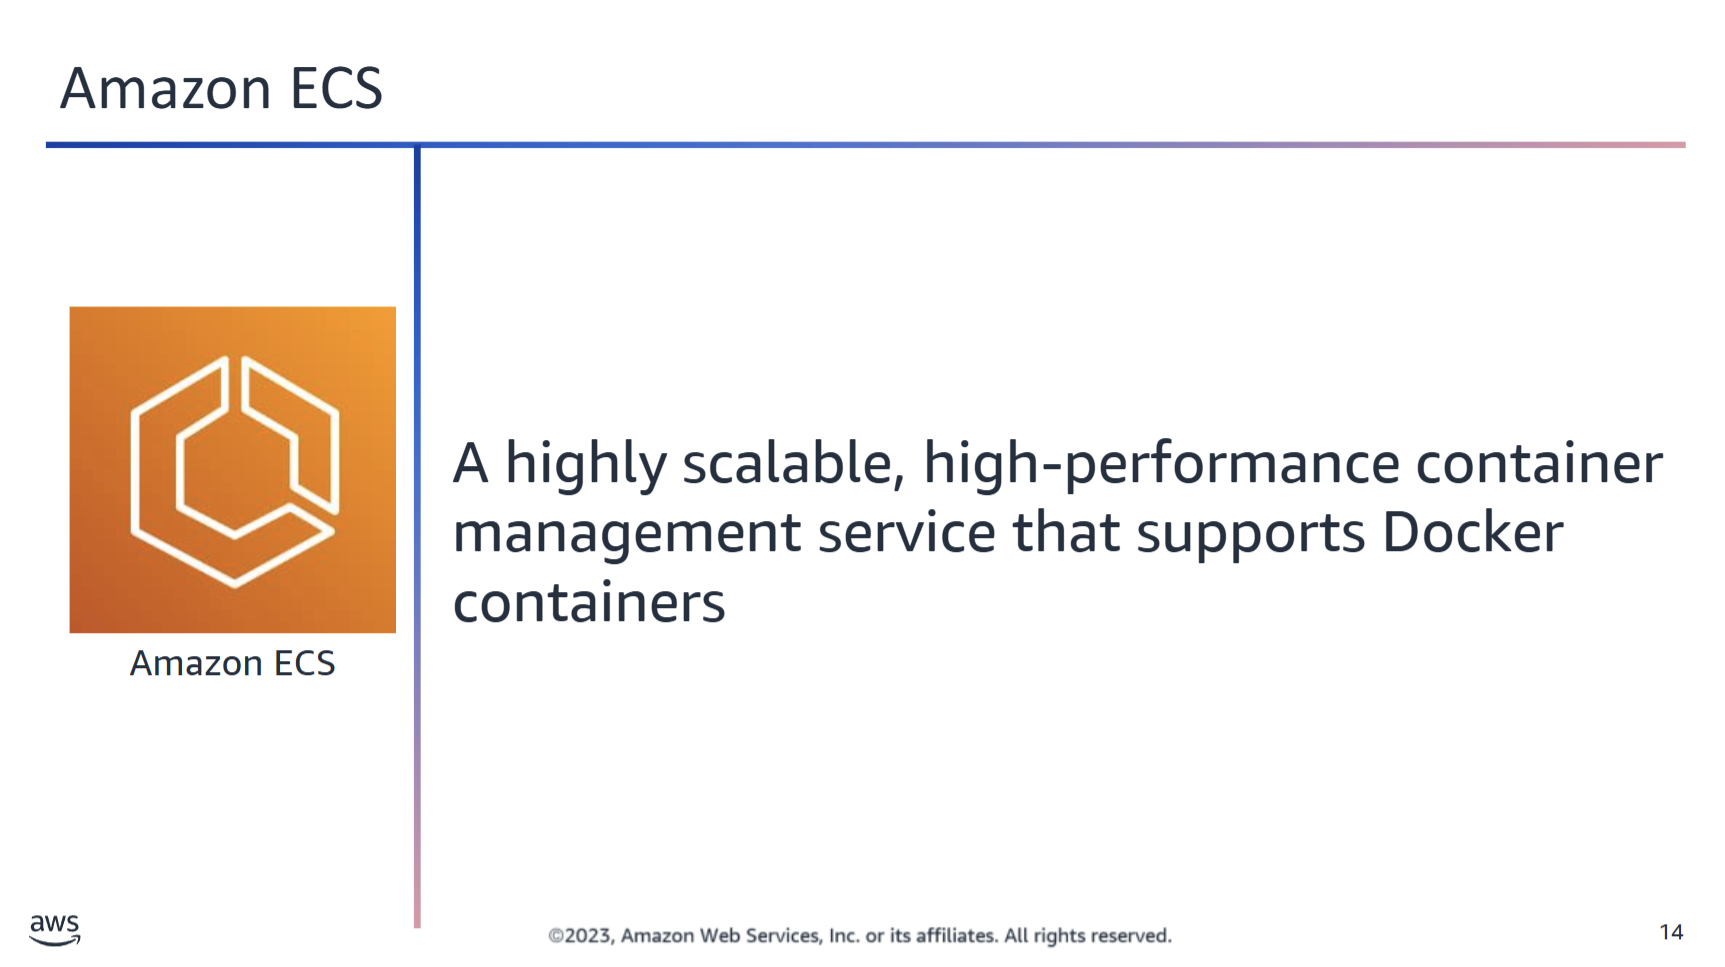 Amazon ECS
Amazon ECS
A highly scalable, high-performance container
management service that supports Docker
containers
aws
©2023, Amazon Web Services, Inc. or its affiliates. All rights reserved.
14